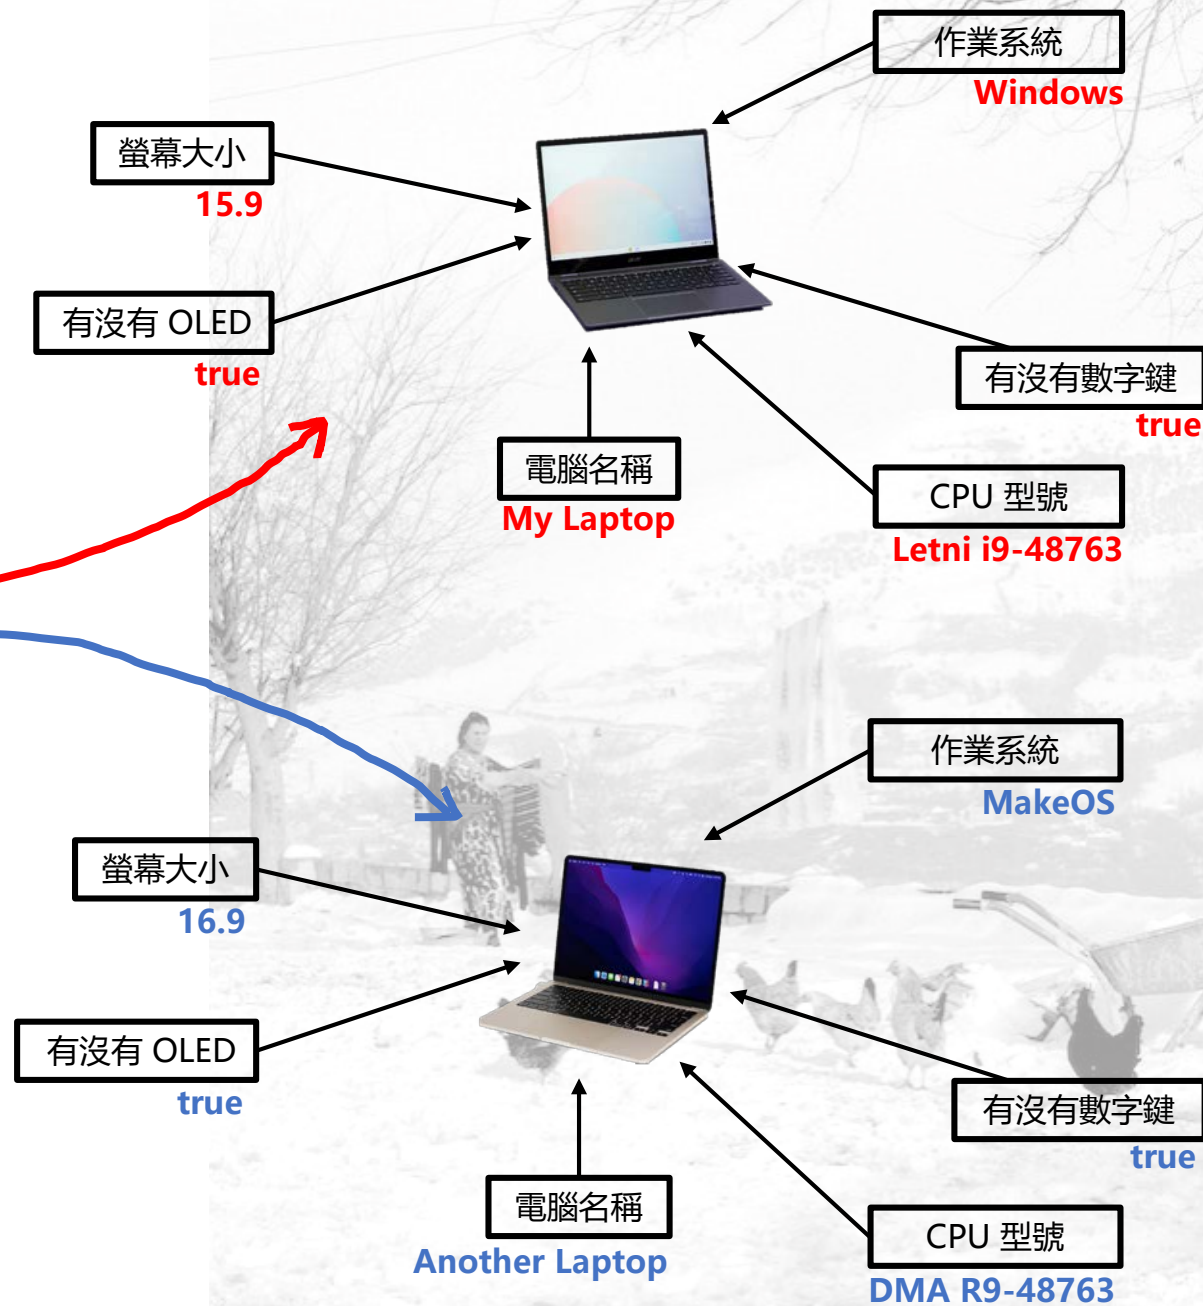 作業系統
Windows
螢幕大小
15.9
有沒有 OLED
true
有沒有數字鍵
true
電腦名稱
My Laptop
CPU 型號
Letni i9-48763
作業系統
MakeOS
螢幕大小
16.9
有沒有 OLED
true
有沒有數字鍵
true
電腦名稱
Another Laptop
CPU 型號
DMA R9-48763